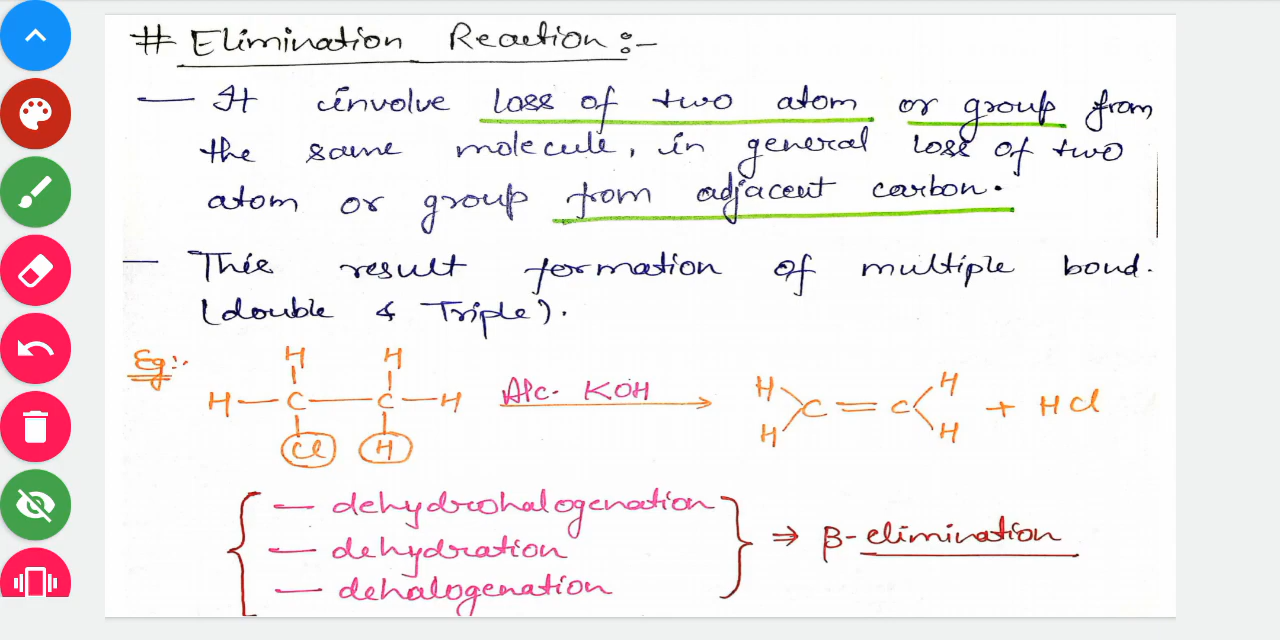 # Elimination Reaction :-
— It involve loss of two atom or group from
the same molecule, in general loss of two
atom or group from adjacent carbon.
— This result formation of multiple bond.
(double & Triple).
Eg:-
H H
H—C—C—H Alc- KOH → H H C=C H H + HCl
Cl H
— dehydrohalogenation
— dehydration ⇒ β-elimination
— dehalogenation